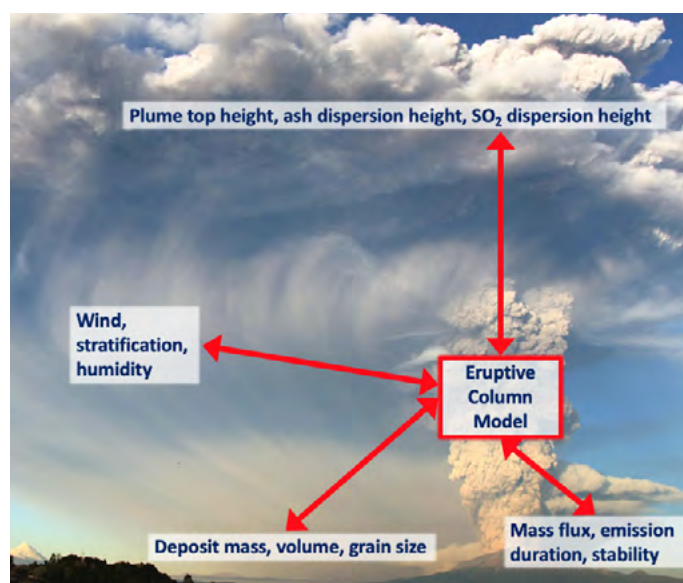 Plume top height, ash dispersion height, SO₂ dispersion height
Wind,
stratification,
humidity
Eruptive
Column
Model
Deposit mass, volume, grain size
Mass flux, emission
duration, stability